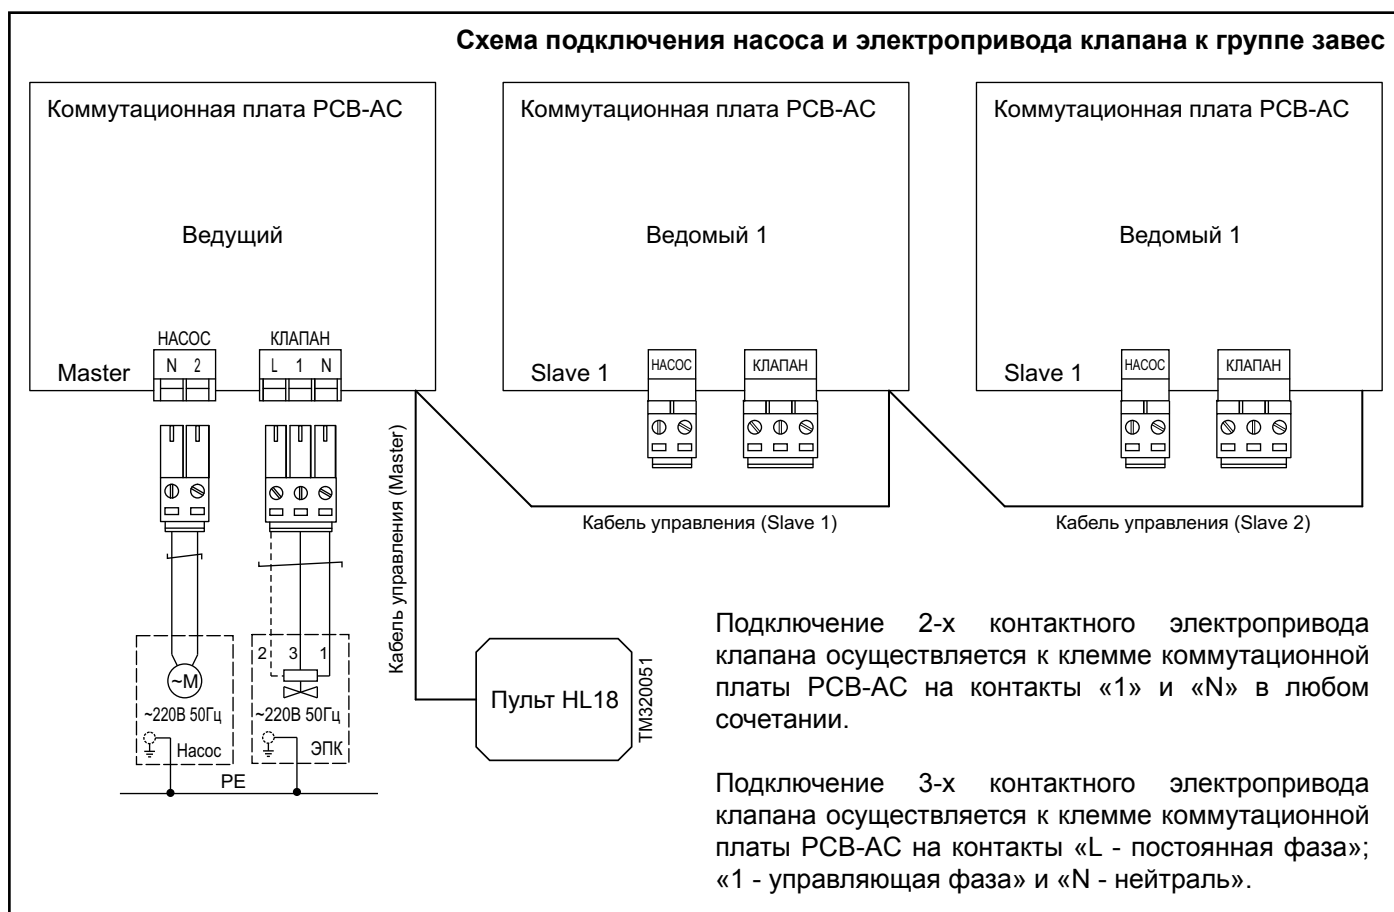 Схема подключения насоса и электропривода клапана к группе завес
Коммутационная плата PCB-AC
Ведущий
НАСОС
КЛАПАН
Master
N 2
L 1 N
Коммутационная плата PCB-AC
Ведомый 1
Slave 1
НАСОС
КЛАПАН
Коммутационная плата PCB-AC
Ведомый 1
Slave 1
НАСОС
КЛАПАН
Кабель управления (Master)
Кабель управления (Slave 1)
Кабель управления (Slave 2)
~M
~220В 50Гц
Насос
2 3 1
~220В 50Гц
ЭПК
PE
Пульт HL18
TM320051
Подключение 2-х контактного электропривода
клапана осуществляется к клемме коммутационной
платы PCB-AC на контакты «1» и «N» в любом
сочетании.
Подключение 3-х контактного электропривода
клапана осуществляется к клемме коммутационной
платы PCB-AC на контакты «L - постоянная фаза»;
«1 - управляющая фаза» и «N - нейтраль».